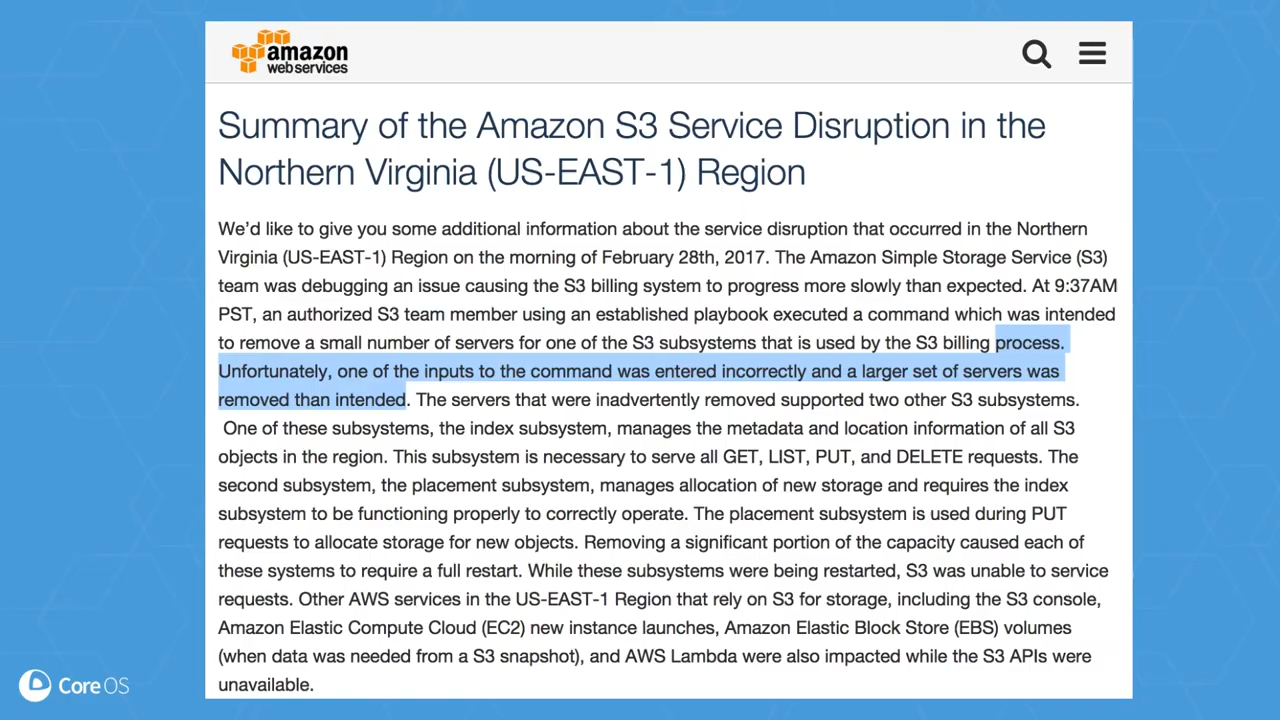 amazon
webservices
Summary of the Amazon S3 Service Disruption in the
Northern Virginia (US-EAST-1) Region
We’d like to give you some additional information about the service disruption that occurred in the Northern
Virginia (US-EAST-1) Region on the morning of February 28th, 2017. The Amazon Simple Storage Service (S3)
team was debugging an issue causing the S3 billing system to progress more slowly than expected. At 9:37AM
PST, an authorized S3 team member using an established playbook executed a command which was intended
to remove a small number of servers for one of the S3 subsystems that is used by the S3 billing process.
Unfortunately, one of the inputs to the command was entered incorrectly and a larger set of servers was
removed than intended. The servers that were inadvertently removed supported two other S3 subsystems.
One of these subsystems, the index subsystem, manages the metadata and location information of all S3
objects in the region. This subsystem is necessary to serve all GET, LIST, PUT, and DELETE requests. The
second subsystem, the placement subsystem, manages allocation of new storage and requires the index
subsystem to be functioning properly to correctly operate. The placement subsystem is used during PUT
requests to allocate storage for new objects. Removing a significant portion of the capacity caused each of
these systems to require a full restart. While these subsystems were being restarted, S3 was unable to service
requests. Other AWS services in the US-EAST-1 Region that rely on S3 for storage, including the S3 console,
Amazon Elastic Compute Cloud (EC2) new instance launches, Amazon Elastic Block Store (EBS) volumes
(when data was needed from a S3 snapshot), and AWS Lambda were also impacted while the S3 APIs were
unavailable.
CoreOS